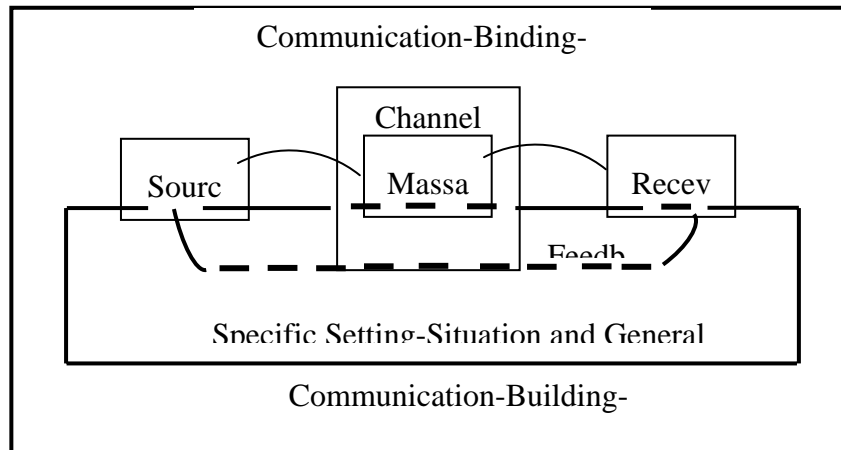 Communication-Binding-
Channel
Sourc
Massa
Recev
Feedb
Specific Setting-Situation and General
Communication-Building-